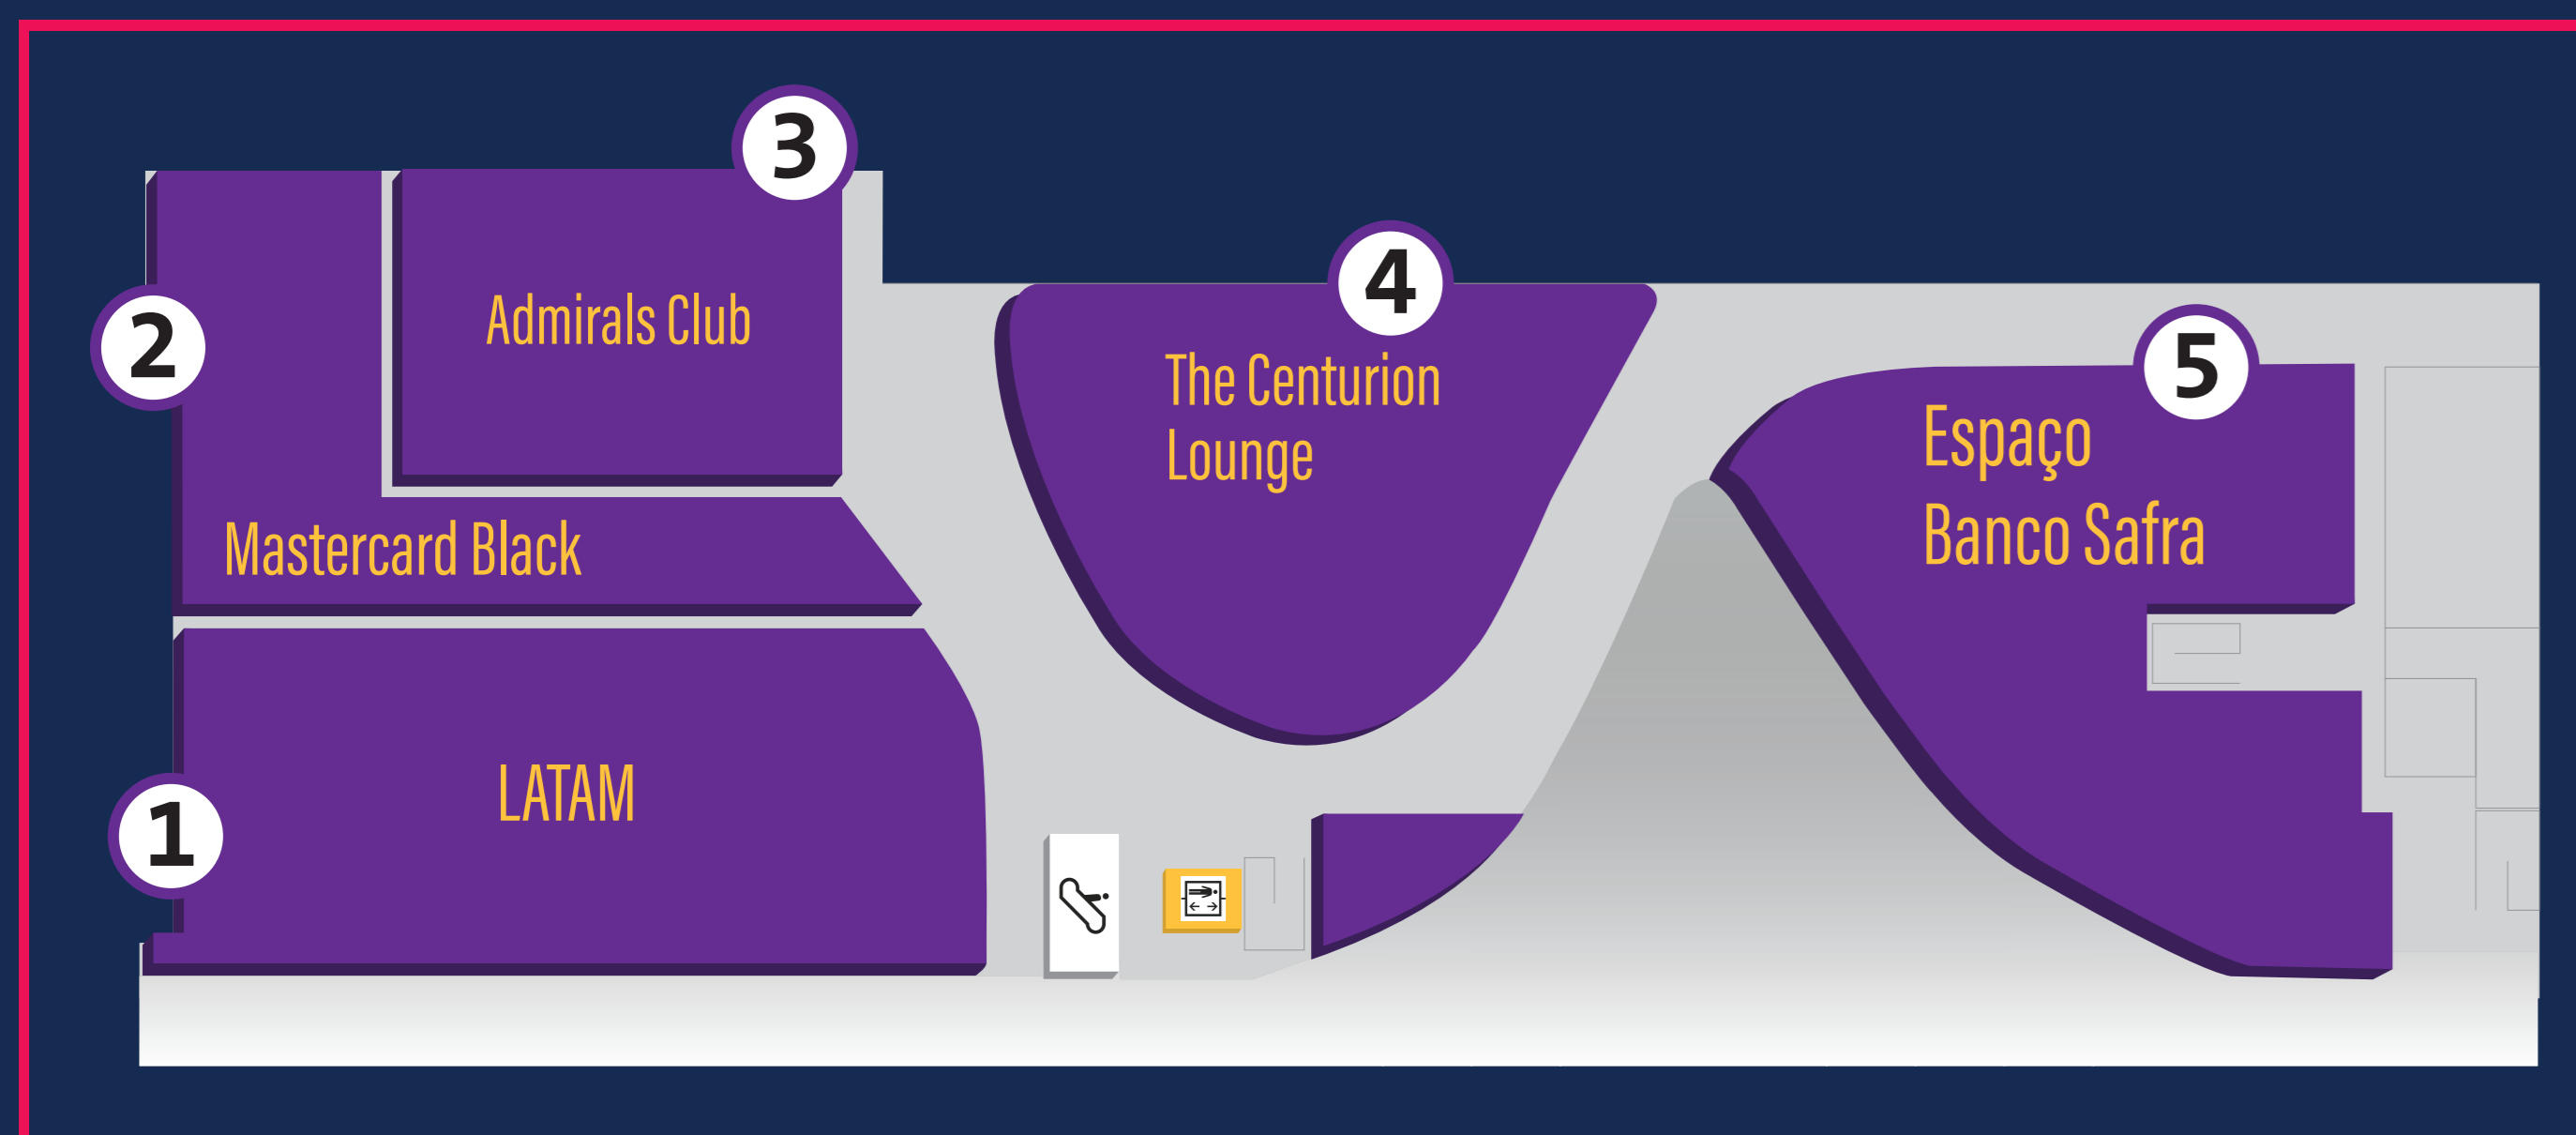 3
Admirals Club
2
Mastercard Black
1
LATAM
4
The Centurion
Lounge
5
Espaço
Banco Safra